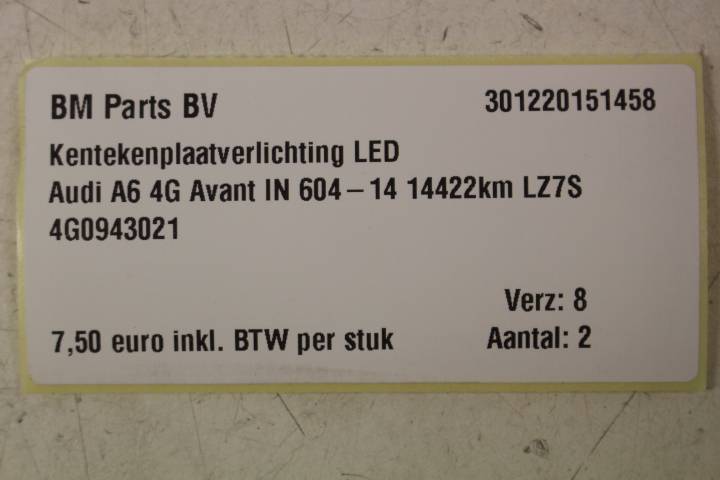 BM Parts BV 301220151458
Kentekenplaatverlichting LED
Audi A6 4G Avant IN 604 – 14 14422km LZ7S
4G0943021
Verz: 8
7,50 euro inkl. BTW per stuk Aantal: 2